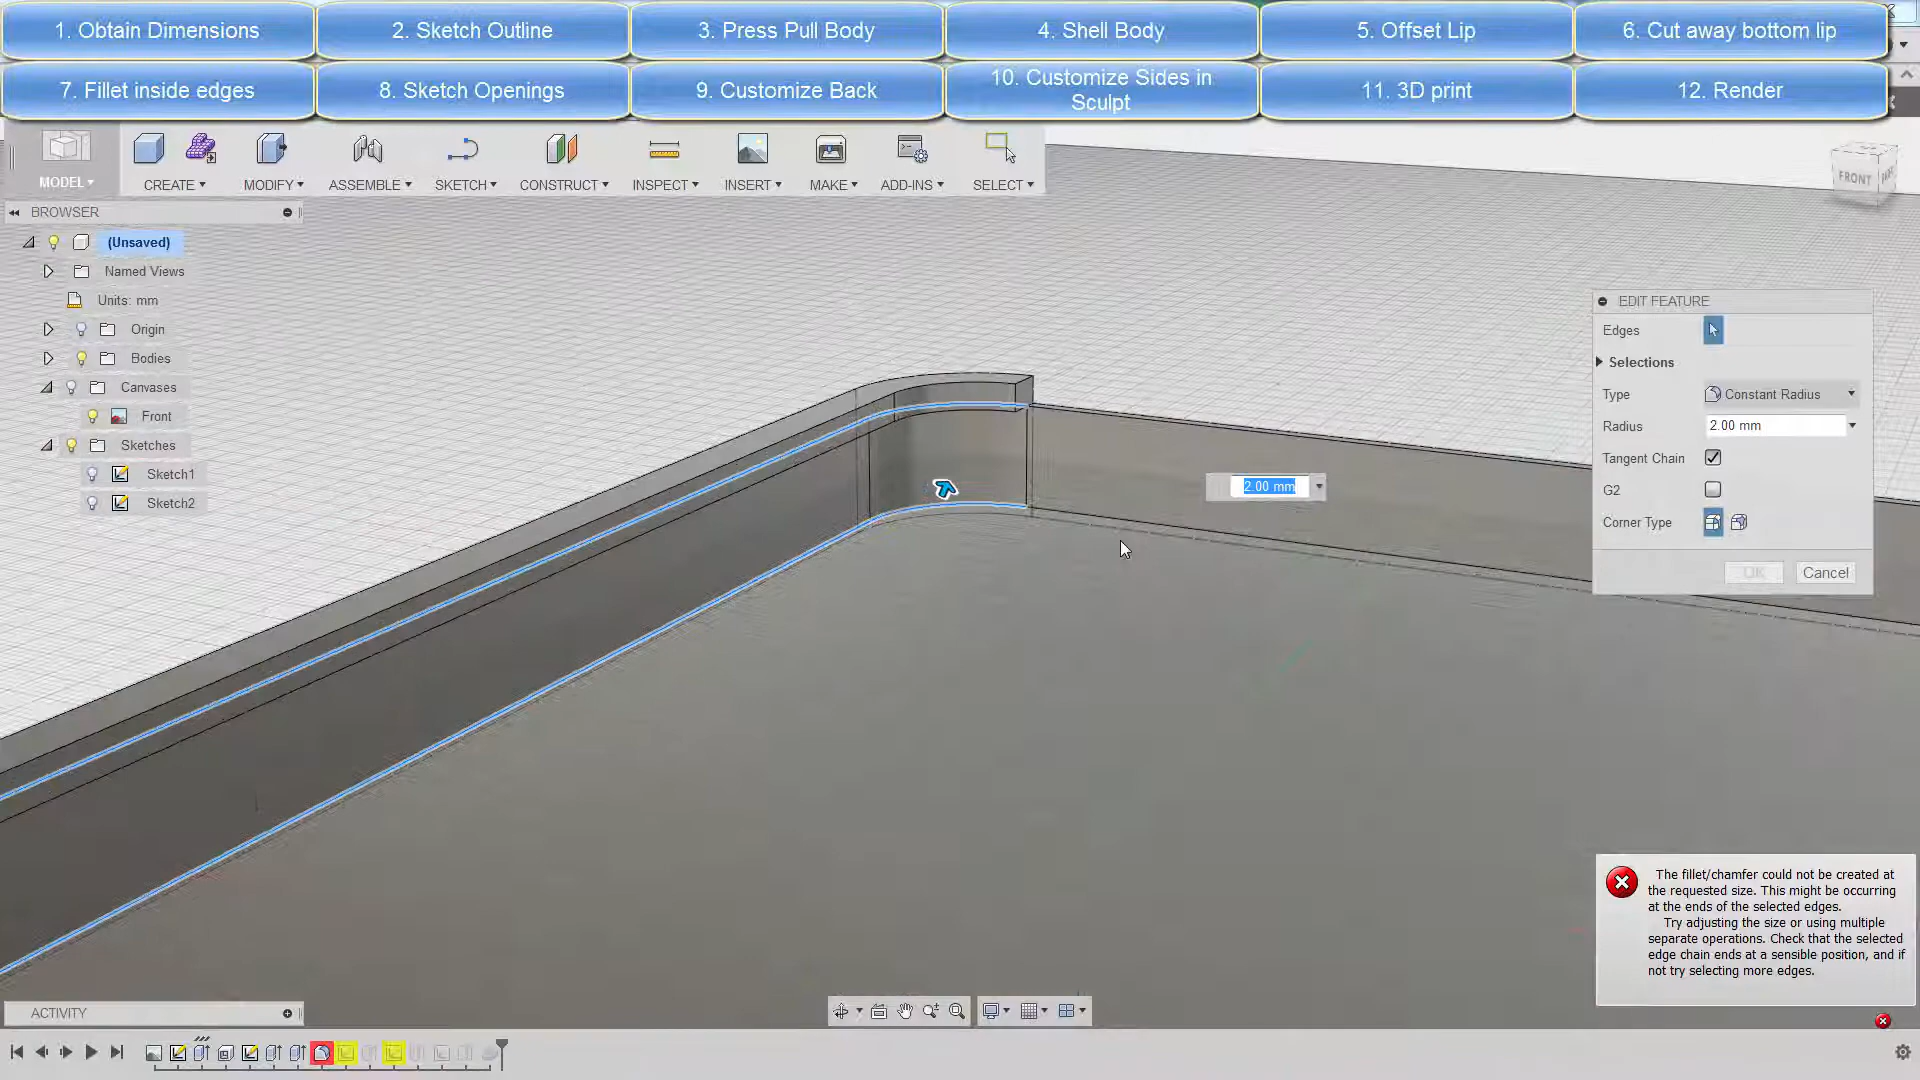 1. Obtain Dimensions
2. Sketch Outline
3. Press Pull Body
4. Shell Body
5. Offset Lip
6. Cut away bottom lip
7. Fillet inside edges
8. Sketch Openings
9. Customize Back
10. Customize Sides in
Sculpt
11. 3D print
12. Render
MODEL
CREATE
MODIFY
ASSEMBLE
SKETCH
CONSTRUCT
INSPECT
INSERT
MAKE
ADD-INS
SELECT
FRONT
BROWSER
(Unsaved)
Named Views
Units: mm
Origin
Bodies
Canvases
Front
Sketches
Sketch1
Sketch2
EDIT FEATURE
Edges
Selections
Type
Constant Radius
Radius
2.00 mm
Tangent Chain
G2
Corner Type
OK
Cancel
2.00 mm
The fillet/chamfer could not be created at
the requested size. This might be occurring
at the ends of the selected edges.
Try adjusting the size or using multiple
separate operations. Check that the selected
edge chain ends at a sensible position, and if
not try selecting more edges.
ACTIVITY